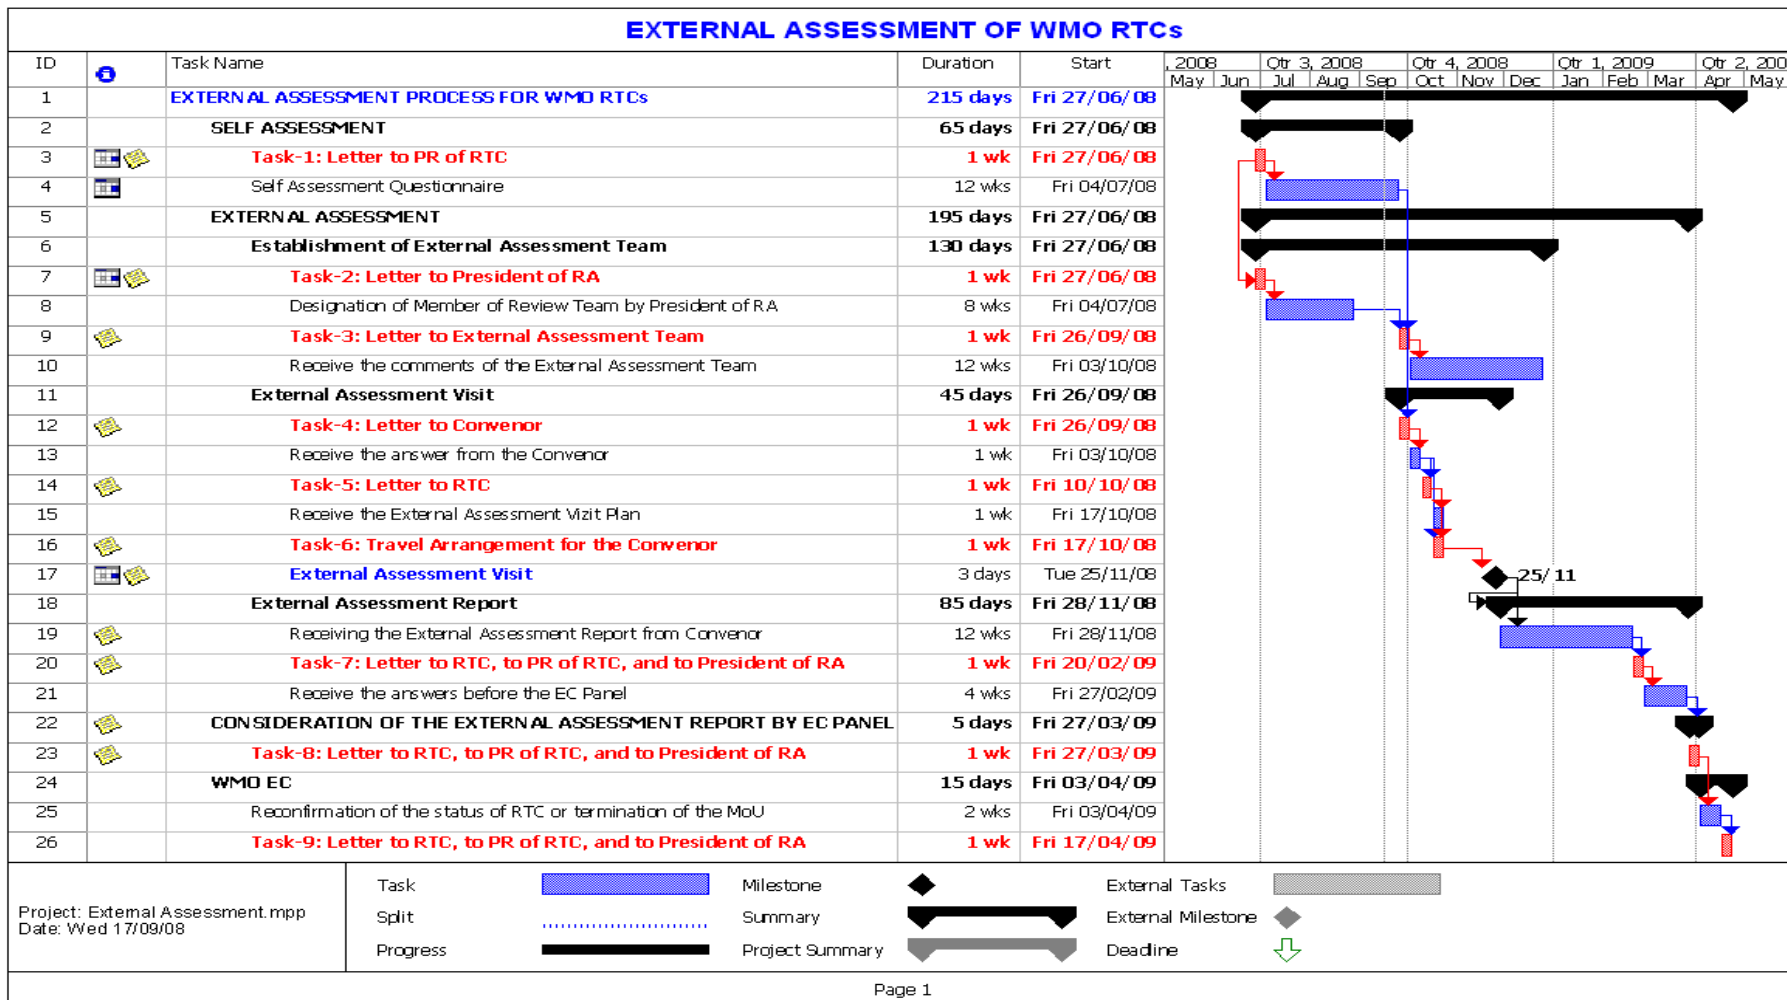 EXTERNAL ASSESSMENT OF WMO RTCs
ID Task Name Duration Start , 2008 Qtr 3, 2008 Qtr 4, 2008 Qtr 1, 2009 Qtr 2, 200
May Jun Jul Aug Sep Oct Nov Dec Jan Feb Mar Apr May
1 EXTERNAL ASSESSMENT PROCESS FOR WMO RTCs 215 days Fri 27/06/08
2 SELF ASSESSMENT 65 days Fri 27/06/08
3 Task-1: Letter to PR of RTC 1 wk Fri 27/06/08
4 Self Assessment Questionnaire 12 wks Fri 04/07/08
5 EXTERNAL ASSESSMENT 195 days Fri 27/06/08
6 Establishment of External Assessment Team 130 days Fri 27/06/08
7 Task-2: Letter to President of RA 1 wk Fri 27/06/08
8 Designation of Member of Review Team by President of RA 8 wks Fri 04/07/08
9 Task-3: Letter to External Assessment Team 1 wk Fri 26/09/08
10 Receive the comments of the External Assessment Team 12 wks Fri 03/10/08
11 External Assessment Visit 45 days Fri 26/09/08
12 Task-4: Letter to Convenor 1 wk Fri 26/09/08
13 Receive the answer from the Convenor 1 wk Fri 03/10/08
14 Task-5: Letter to RTC 1 wk Fri 10/10/08
15 Receive the External Assessment Vizit Plan 1 wk Fri 17/10/08
16 Task-6: Travel Arrangement for the Convenor 1 wk Fri 17/10/08
17 External Assessment Visit 3 days Tue 25/11/08 25/11
18 External Assessment Report 85 days Fri 28/11/08
19 Receiving the External Assessment Report from Convenor 12 wks Fri 28/11/08
20 Task-7: Letter to RTC, to PR of RTC, and to President of RA 1 wk Fri 20/02/09
21 Receive the answers before the EC Panel 4 wks Fri 27/02/09
22 CONSIDERATION OF THE EXTERNAL ASSESSMENT REPORT BY EC PANEL 5 days Fri 27/03/09
23 Task-8: Letter to RTC, to PR of RTC, and to President of RA 1 wk Fri 27/03/09
24 WMO EC 15 days Fri 03/04/09
25 Reconfirmation of the status of RTC or termination of the MoU 2 wks Fri 03/04/09
26 Task-9: Letter to RTC, to PR of RTC, and to President of RA 1 wk Fri 17/04/09
Project: External Assessment.mpp
Date: Wed 17/09/08
Task Milestone External Tasks
Split Summary External Milestone
Progress Project Summary Deadline
Page 1